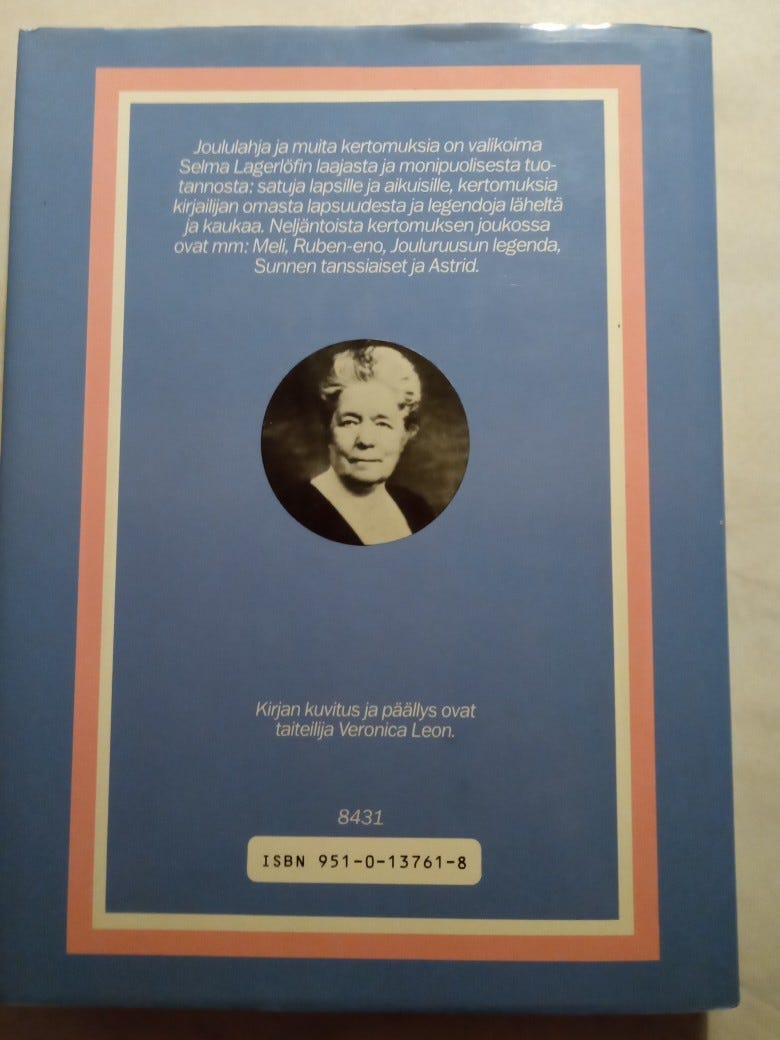 Joululahja ja muita kertomuksia on valikoima
Selma Lagerlöfin laajasta ja monipuolisesta tuo-
tannosta: satuja lapsille ja aikuisille, kertomuksia
kirjailijan omasta lapsuudesta ja legendoja läheltä
ja kaukaa. Neljäntoista kertomuksen joukossa
ovat mm: Meli, Ruben-eno, Jouluruusun legenda,
Sunnen tanssiaiset ja Astrid.
Kirjan kuvitus ja päällys ovat
taiteilija Veronica Leon.
8431
ISBN 951-0-13761-8